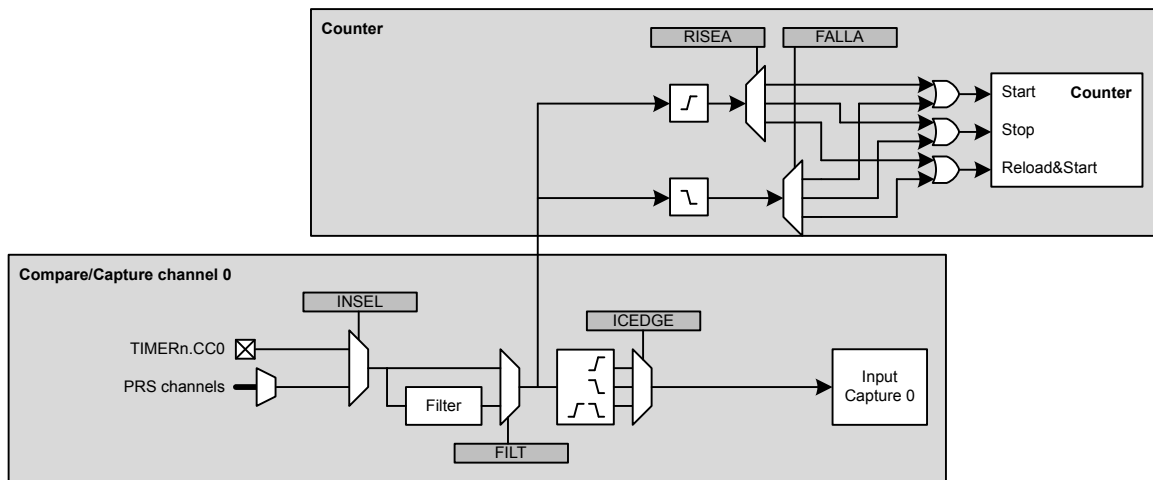 Counter
RISEA
FALLA
Start
Counter
Stop
Reload&Start
Compare/Capture channel 0
INSEL
ICEDGE
TIMERn.CC0
PRS channels
Filter
Input
Capture 0
FILT